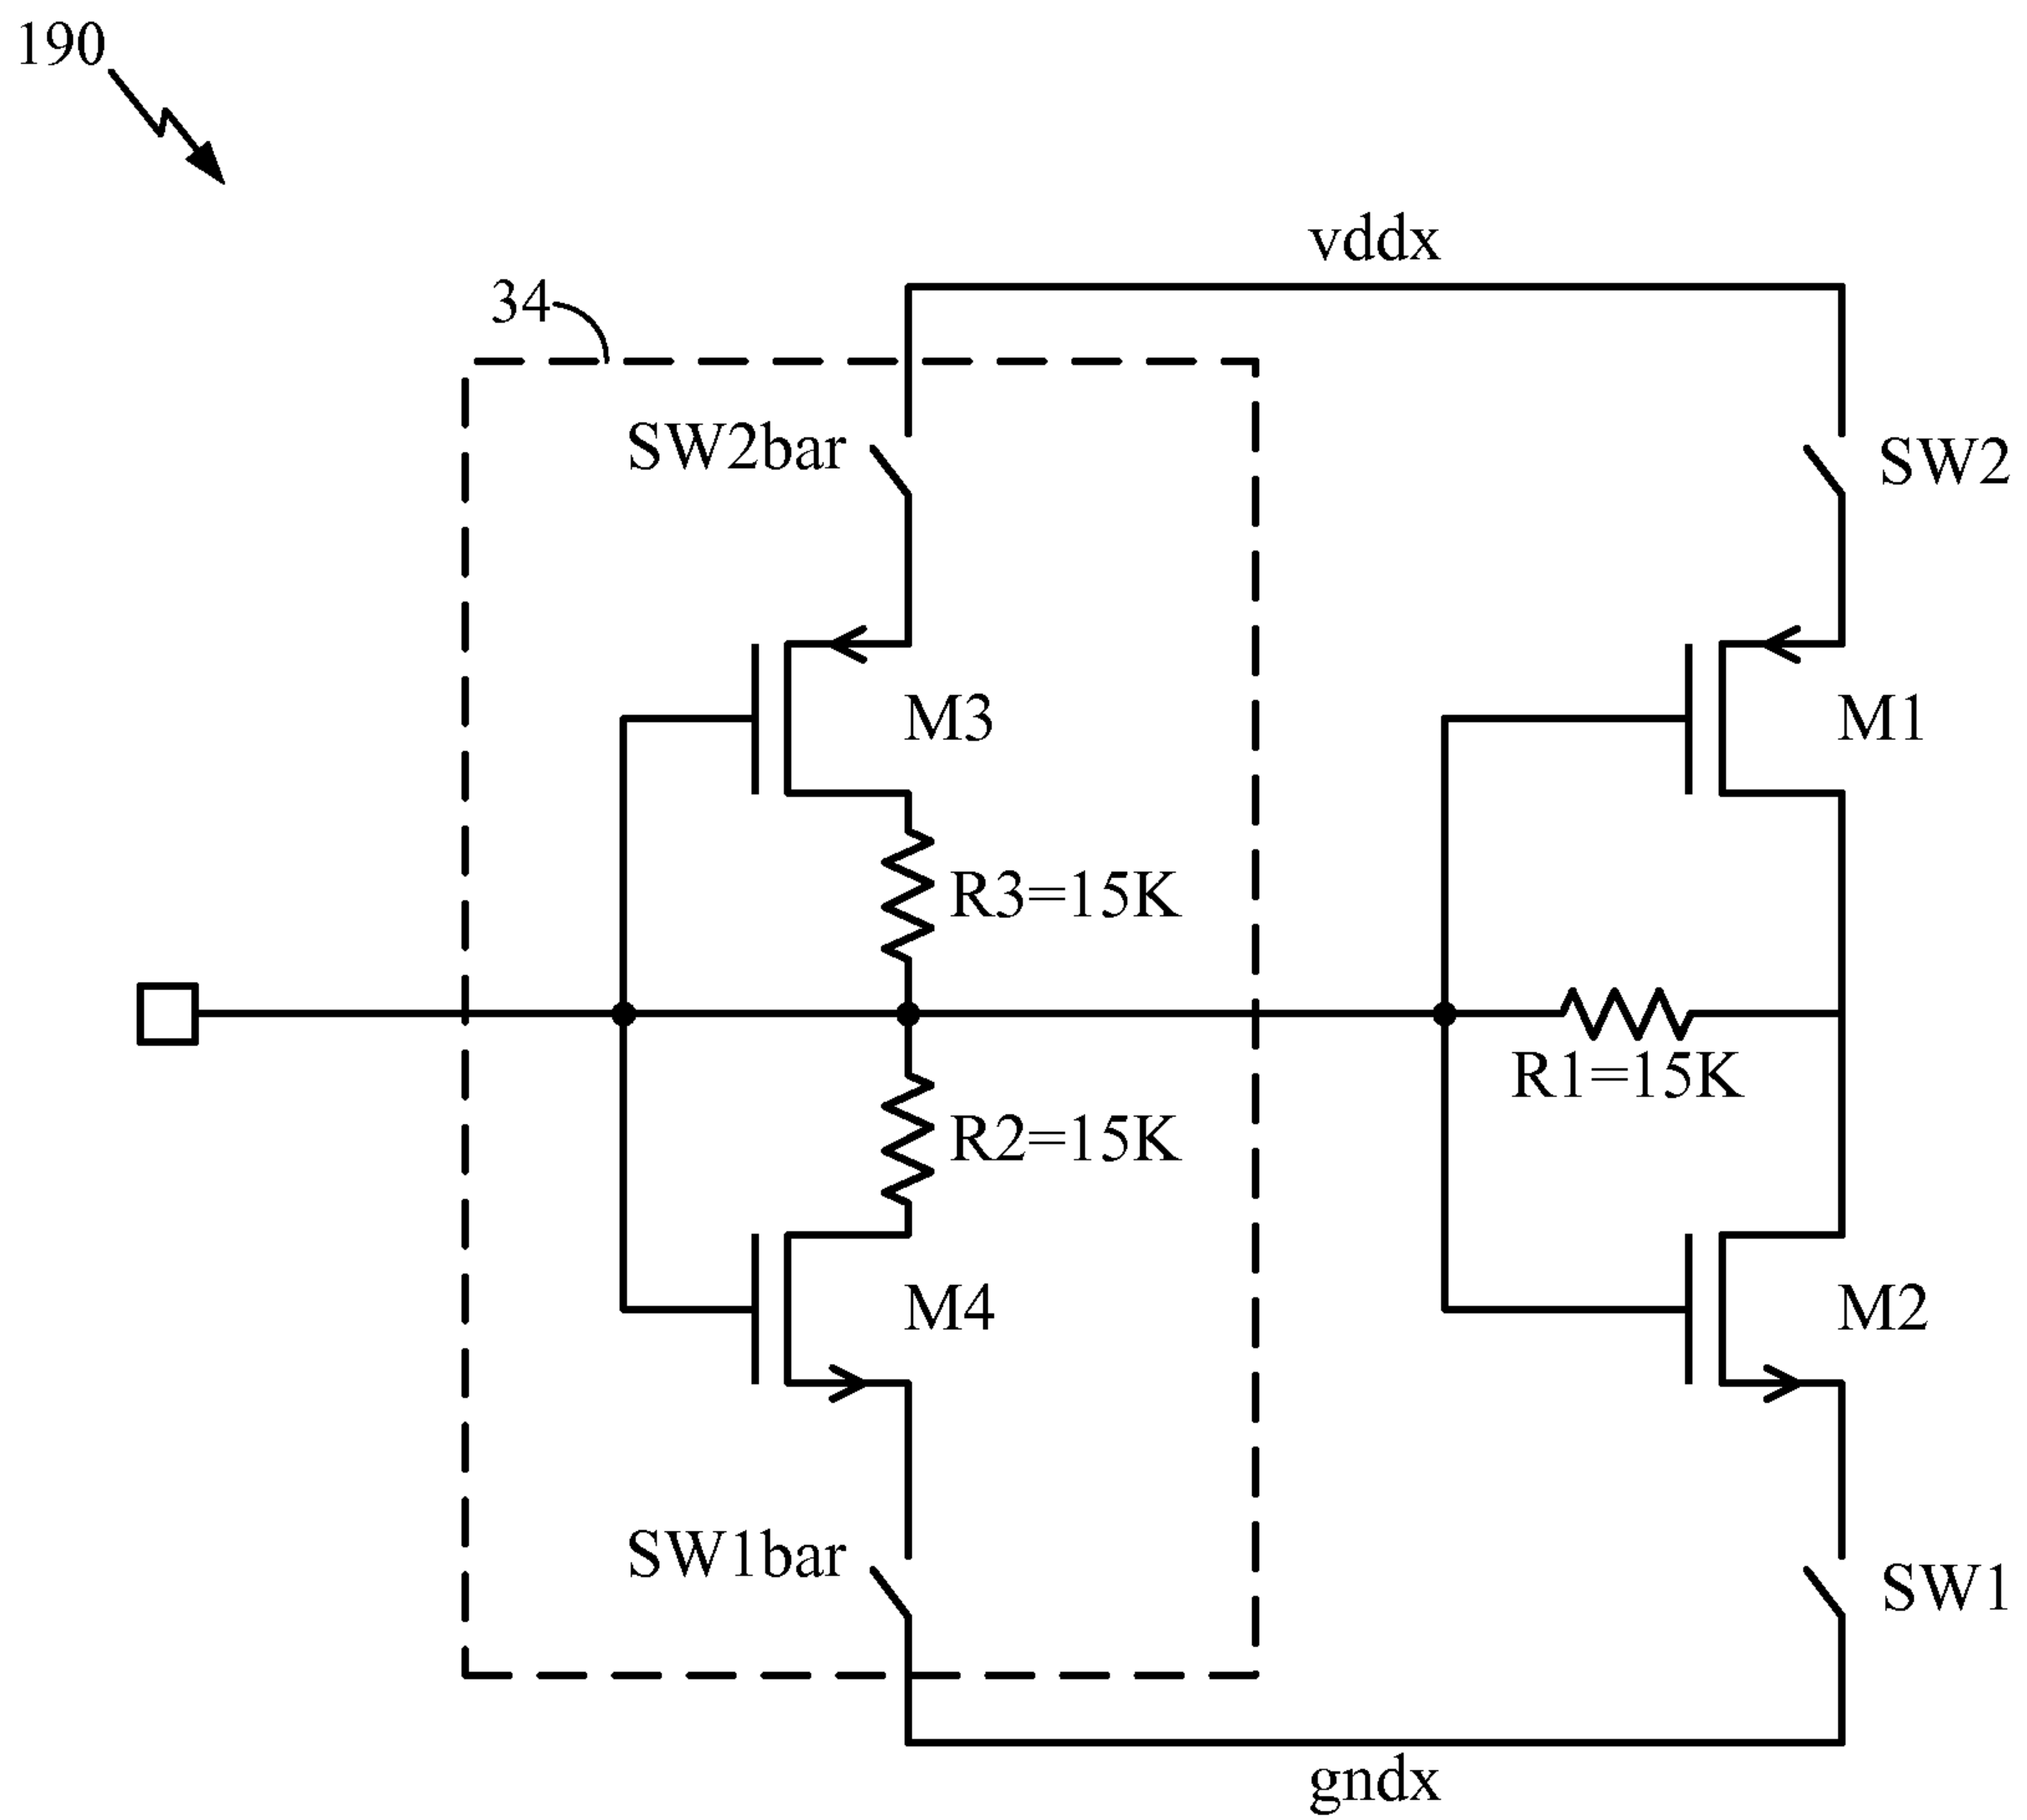 190
vddx
34
SW2bar
SW2
M3
M1
R3=15K
R1=15K
R2=15K
M4
M2
SW1bar
SW1
gndx